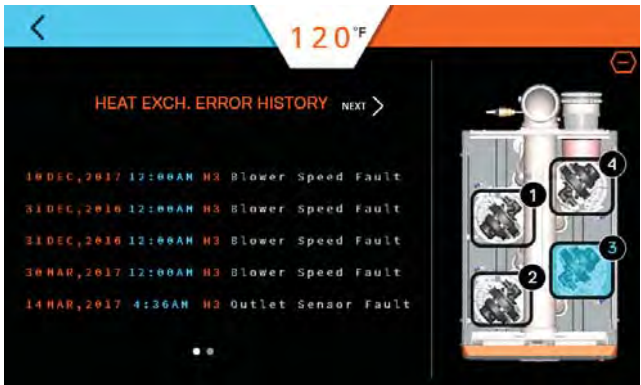 120°F
HEAT EXCH. ERROR HISTORY NEXT
10DEC,2017 12:00AM H3 Blower Speed Fault
31DEC,2016 12:00AM H3 Blower Speed Fault
31DEC,2016 12:00AM H3 Blower Speed Fault
30MAR,2017 12:00AM H3 Blower Speed Fault
14MAR,2017 4:36AM H3 Outlet Sensor Fault
4
1
3
2